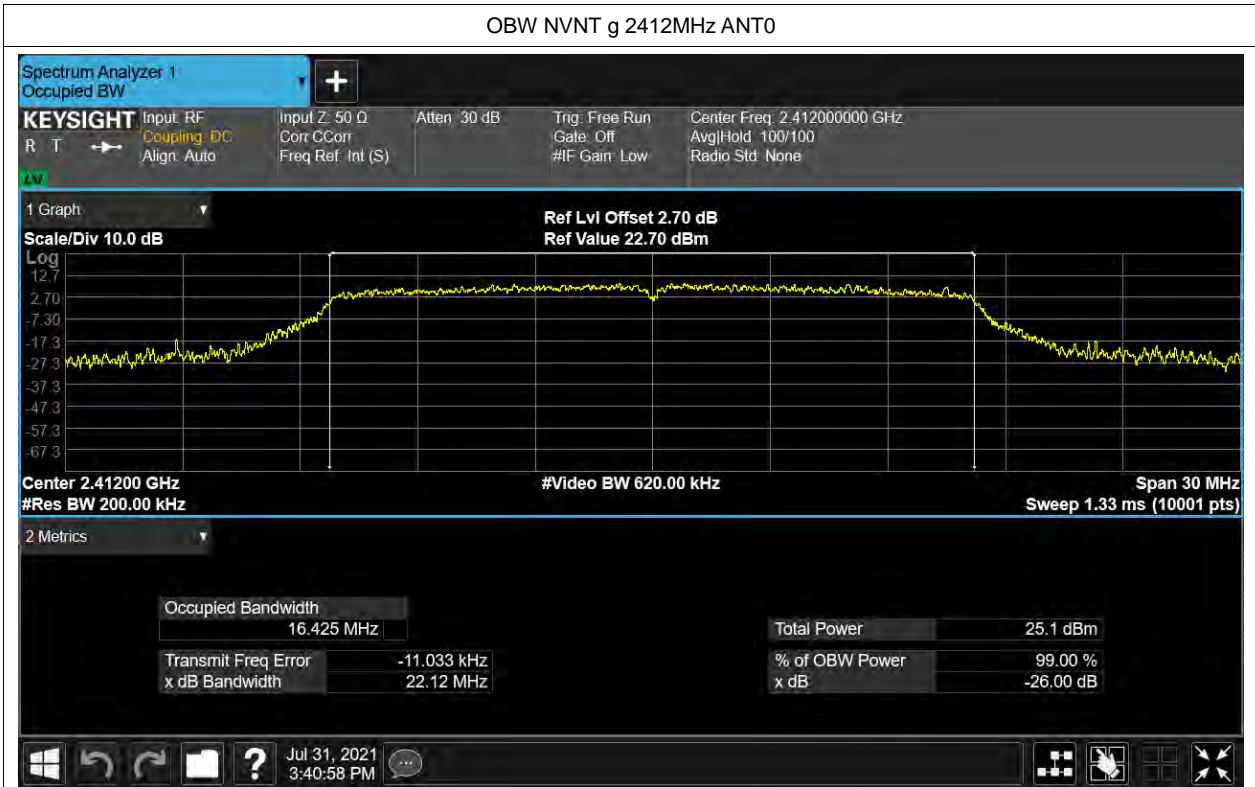 OBW NVNT g 2412MHz ANT0
Spectrum Analyzer 1
Occupied BW
+
KEYSIGHT
R T
Input: RF
Coupling: DC
Align: Auto
Input Z: 50 Ω
Corr CCorr
Freq Ref: Int (S)
Atten: 30 dB
Trig: Free Run
Gate: Off
#IF Gain: Low
Center Freq: 2.412000000 GHz
Avg|Hold: 100/100
Radio Std: None
LXI
1 Graph
Scale/Div 10.0 dB
Ref Lvl Offset 2.70 dB
Ref Value 22.70 dBm
Log
12.7
2.70
-7.30
-17.3
-27.3
-37.3
-47.3
-57.3
-67.3
Center 2.41200 GHz
#Video BW 620.00 kHz
Span 30 MHz
#Res BW 200.00 kHz
Sweep 1.33 ms (10001 pts)
2 Metrics
Occupied Bandwidth
16.425 MHz
Transmit Freq Error -11.033 kHz
x dB Bandwidth 22.12 MHz
Total Power 25.1 dBm
% of OBW Power 99.00 %
x dB -26.00 dB
?
Jul 31, 2021
3:40:58 PM